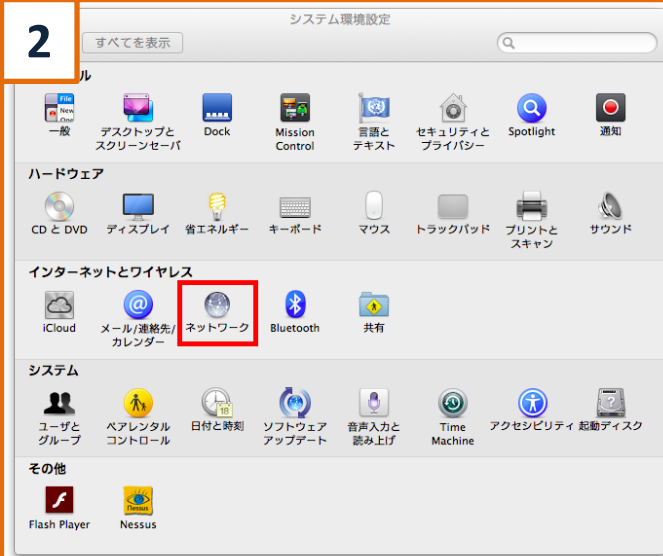 2
システム環境設定
すべてを表示
ル
一般
デスクトップと
スクリーンセーバ
Dock
Mission
Control
言語と
テキスト
セキュリティと
プライバシー
Spotlight
通知
ハードウェア
CD と DVD
ディスプレイ
省エネルギー
キーボード
マウス
トラックパッド
プリントと
スキャン
サウンド
インターネットとワイヤレス
iCloud
メール/連絡先/
カレンダー
ネットワーク
Bluetooth
共有
システム
ユーザと
グループ
ペアレンタル
コントロール
18
日付と時刻
ソフトウェア
アップデート
音声入力と
読み上げ
Time
Machine
アクセシビリティ
起動ディスク
その他
Flash Player
Nessus
Nessus